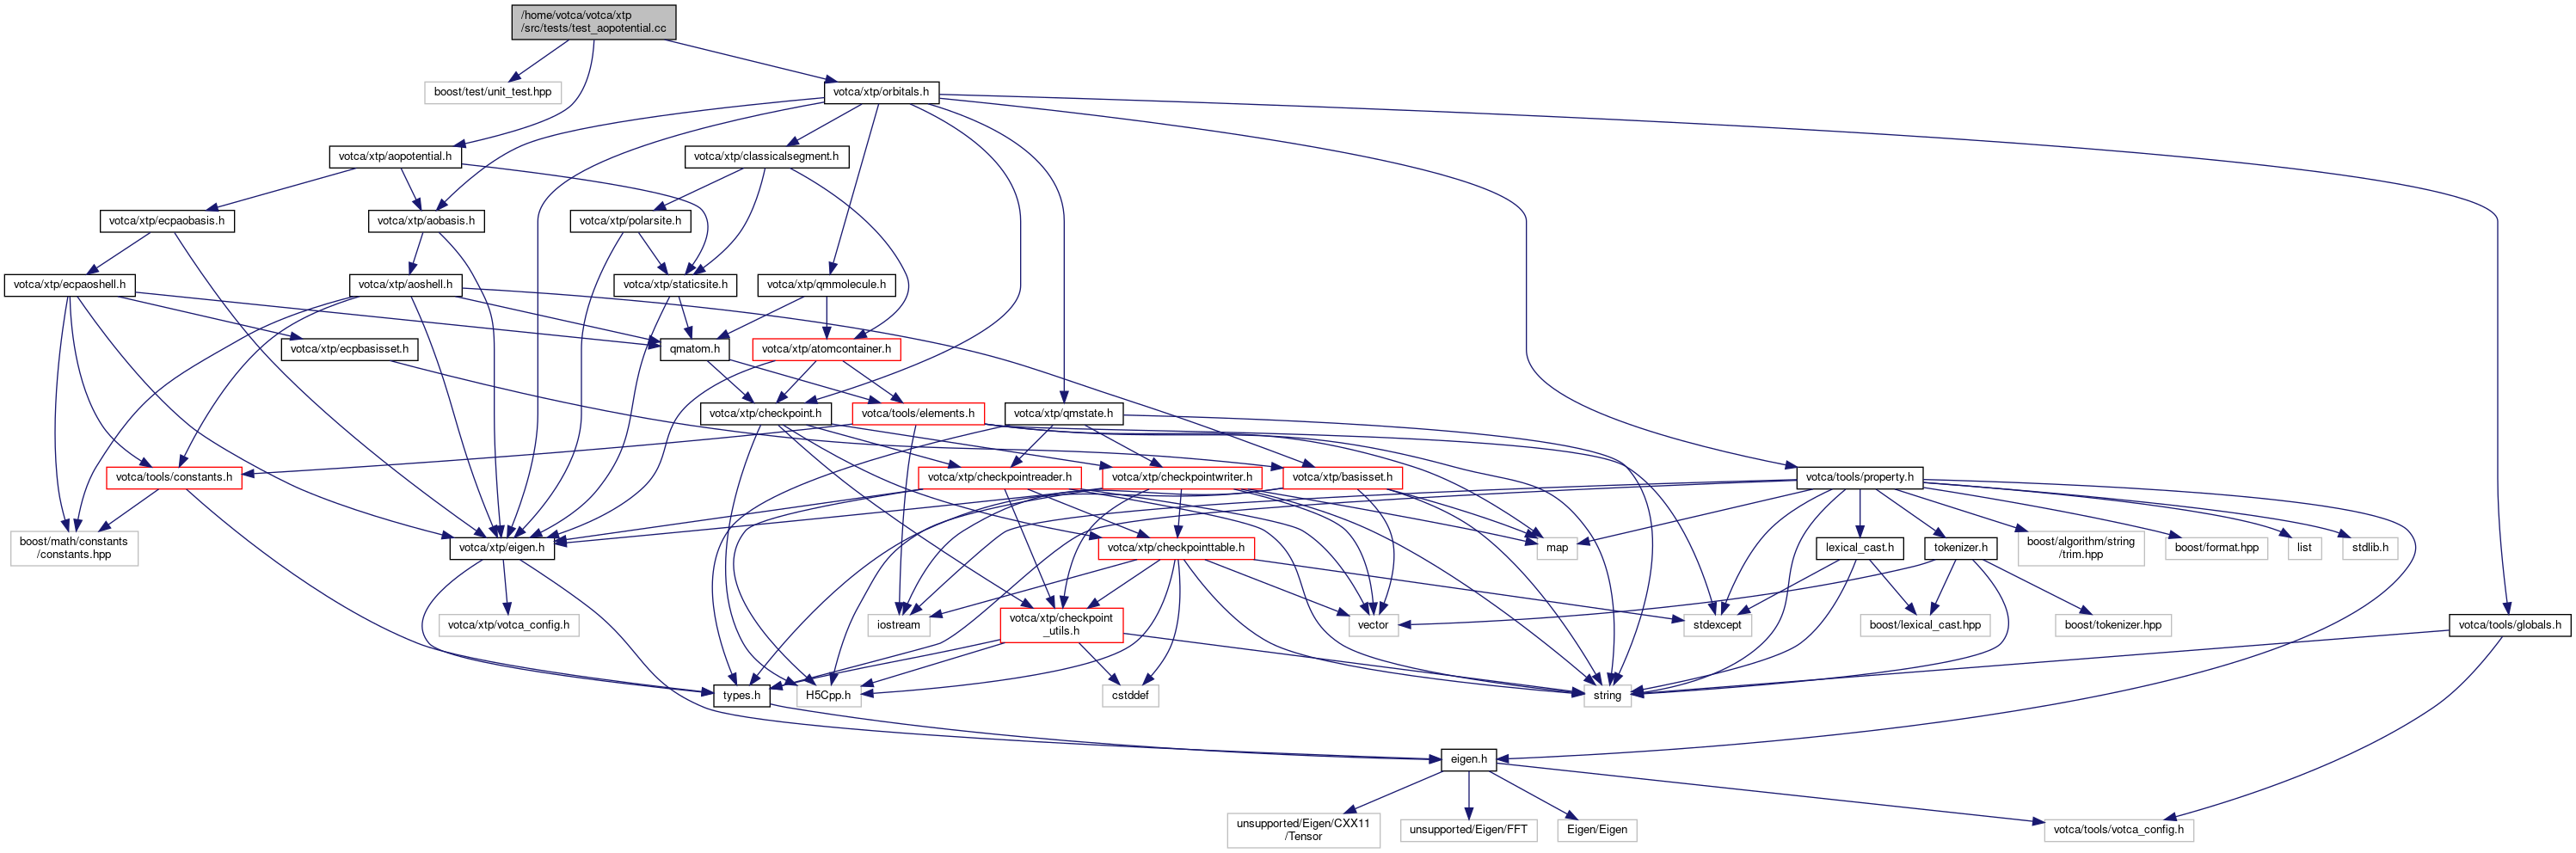 /home/votca/votca/xtp
/src/tests/test_aopotential.cc
boost/test/unit_test.hpp
votca/xtp/orbitals.h
votca/xtp/aopotential.h
votca/xtp/classicalsegment.h
votca/xtp/ecpaobasis.h
votca/xtp/aobasis.h
votca/xtp/polarsite.h
votca/xtp/ecpaoshell.h
votca/xtp/aoshell.h
votca/xtp/staticsite.h
votca/xtp/qmmolecule.h
votca/xtp/ecpbasisset.h
qmatom.h
votca/xtp/atomcontainer.h
votca/xtp/checkpoint.h
votca/tools/elements.h
votca/xtp/qmstate.h
votca/tools/constants.h
votca/xtp/checkpointreader.h
votca/xtp/checkpointwriter.h
votca/xtp/basisset.h
votca/tools/property.h
boost/math/constants
/constants.hpp
votca/xtp/eigen.h
votca/xtp/checkpointtable.h
map
lexical_cast.h
tokenizer.h
boost/algorithm/string
/trim.hpp
boost/format.hpp
list
stdlib.h
votca/xtp/votca_config.h
iostream
votca/xtp/checkpoint
_utils.h
vector
stdexcept
boost/lexical_cast.hpp
boost/tokenizer.hpp
votca/tools/globals.h
types.h
H5Cpp.h
cstddef
string
eigen.h
unsupported/Eigen/CXX11
/Tensor
unsupported/Eigen/FFT
Eigen/Eigen
votca/tools/votca_config.h